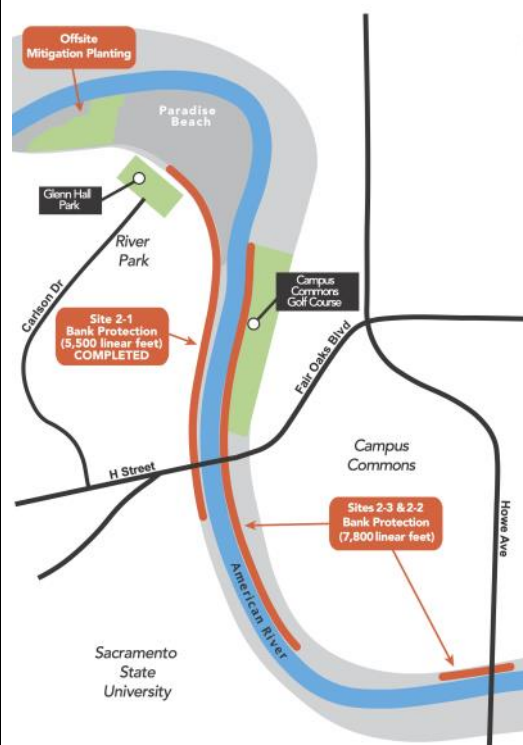 Offsite
Mitigation Planting
Paradise
Beach
Glenn Hall
Park
River
Park
Carlson Dr
Campus
Commons
Golf Course
Site 2-1
Bank Protection
(5,500 linear feet)
COMPLETED
Fair Oaks Blvd
H Street
Campus
Commons
Sites 2-3 & 2-2
Bank Protection
(7,800 linear feet)
Howe Ave
American River
Sacramento
State
University